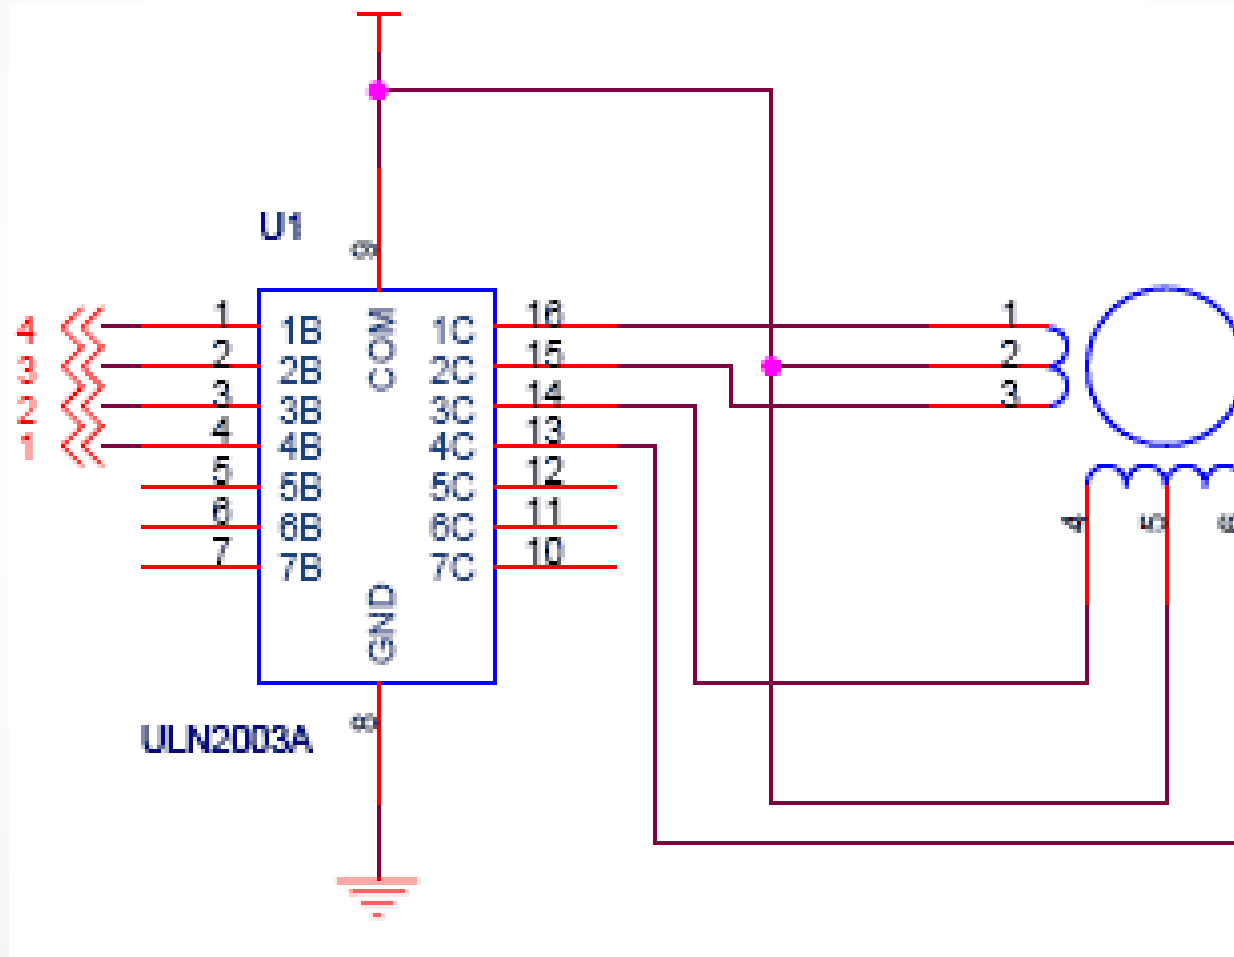 U1
9
4 1 1B COM 1C 16 1
3 2 2B 2C 15 2
2 3 3B 3C 14 3
1 4 4B 4C 13
5 5B 5C 12
6 6B 6C 11 4 5 6
7 7B 7C 10
GND
ULN2003A 8